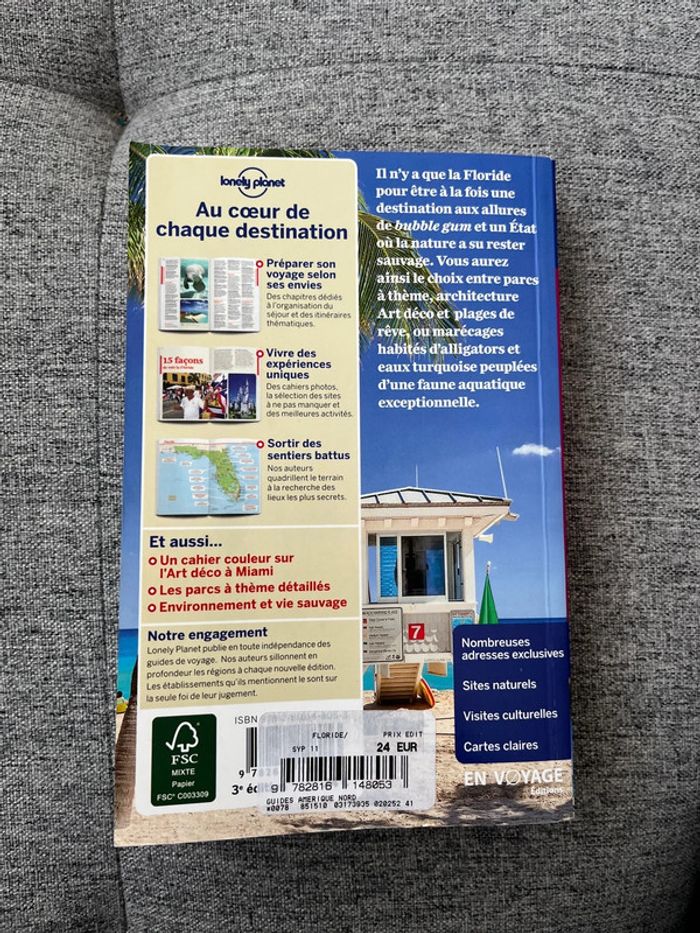 lonely planet
Au cœur de
chaque destination
Préparer son
voyage selon
ses envies
Des chapitres dédiés
à l'organisation du
séjour et des itinéraires
thématiques.
15 façons
Vivre des
expériences
uniques
Des cahiers photos,
la sélection des sites
à ne pas manquer et
des meilleures activités.
Sortir des
sentiers battus
Nos auteurs
quadrillent le terrain
à la recherche des
lieux les plus secrets.
Et aussi...
Un cahier couleur sur
l'Art déco à Miami
Les parcs à thème détaillés
Environnement et vie sauvage
Notre engagement
Lonely Planet publie en toute indépendance des
guides de voyage. Nos auteurs sillonnent en
profondeur les régions à chaque nouvelle édition.
Les établissements qu'ils mentionnent le sont sur
la seule foi de leur jugement.
Il n'y a que la Floride
pour être à la fois une
destination aux allures
de bubble gum et un État
où la nature a su rester
sauvage. Vous aurez
ainsi le choix entre parcs
à thème, architecture
Art déco et plages de
rêve, ou marécages
habités d'alligators et
eaux turquoise peuplées
d'une faune aquatique
exceptionnelle.
7
Nombreuses
adresses exclusives
Sites naturels
Visites culturelles
Cartes claires
EN VOYAGE
Éditions
FSC
MIXTE
Papier
FSC® C003309
ISBN
3e éd
FLORIDE/
PRIX EDIT
SYP 11
24 EUR
9 782816 148053
GUIDES AMERIQUE NORD
*0078 851510 03173935 020252 41